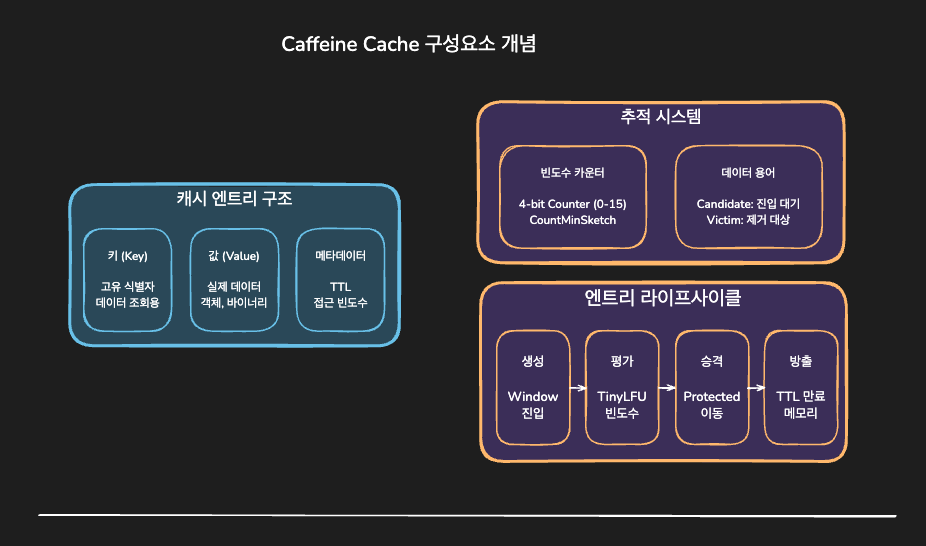 Caffeine Cache 구성요소 개념
캐시 엔트리 구조
키 (Key)
고유 식별자
데이터 조회용
값 (Value)
실제 데이터
객체, 바이너리
메타데이터
TTL
접근 빈도수
추적 시스템
빈도수 카운터
4-bit Counter (0-15)
CountMinSketch
데이터 용어
Candidate: 진입 대기
Victim: 제거 대상
엔트리 라이프사이클
생성
Window
진입
평가
TinyLFU
빈도수
승격
Protected
이동
방출
TTL 만료
메모리